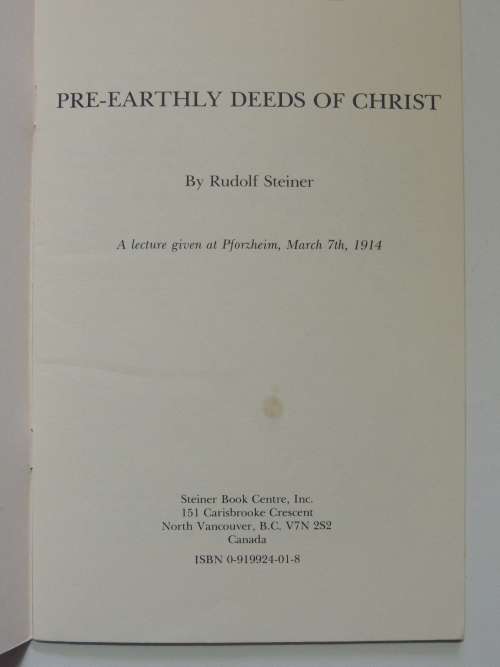 PRE-EARTHLY DEEDS OF CHRIST
By Rudolf Steiner
A lecture given at Pforzheim, March 7th, 1914
Steiner Book Centre, Inc.
151 Carisbrooke Crescent
North Vancouver, B.C. V7N 2S2
Canada
ISBN 0-919924-01-8